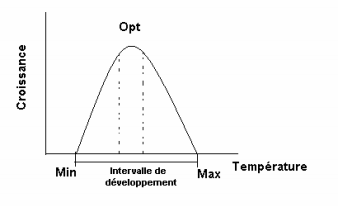 Opt
Croissance
Min
Intervalle de
développement
Max
Température